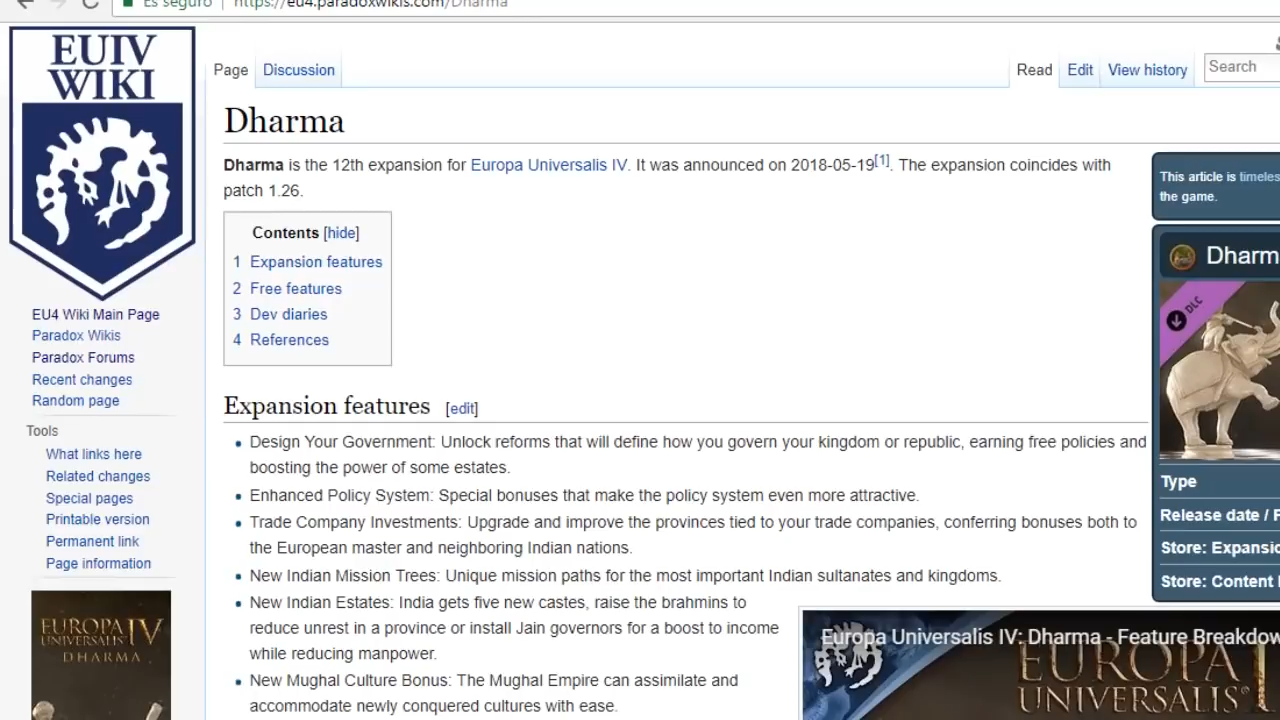 Es seguro | https://eu4.paradoxwikis.com/Dharma
EUIV
WIKI
Page
Discussion
Read
Edit
View history
Search
Dharma
Dharma is the 12th expansion for Europa Universalis IV. It was announced on 2018-05-19[1]. The expansion coincides with
patch 1.26.
This article is timeles
the game.
Contents [hide]
1 Expansion features
2 Free features
3 Dev diaries
4 References
Dharm
DLC
Type
Release date / P
Store: Expansio
Store: Content
EU4 Wiki Main Page
Paradox Wikis
Paradox Forums
Recent changes
Random page
Tools
What links here
Related changes
Special pages
Printable version
Permanent link
Page information
EUROPA
UNIVERSALIS IV
DHARMA
Expansion features [edit]
Design Your Government: Unlock reforms that will define how you govern your kingdom or republic, earning free policies and
boosting the power of some estates.
Enhanced Policy System: Special bonuses that make the policy system even more attractive.
Trade Company Investments: Upgrade and improve the provinces tied to your trade companies, conferring bonuses both to
the European master and neighboring Indian nations.
New Indian Mission Trees: Unique mission paths for the most important Indian sultanates and kingdoms.
New Indian Estates: India gets five new castes, raise the brahmins to
reduce unrest in a province or install Jain governors for a boost to income
while reducing manpower.
New Mughal Culture Bonus: The Mughal Empire can assimilate and
accommodate newly conquered cultures with ease.
Europa Universalis IV: Dharma - Feature Breakdow
EUROPA
UNIVERSALIS